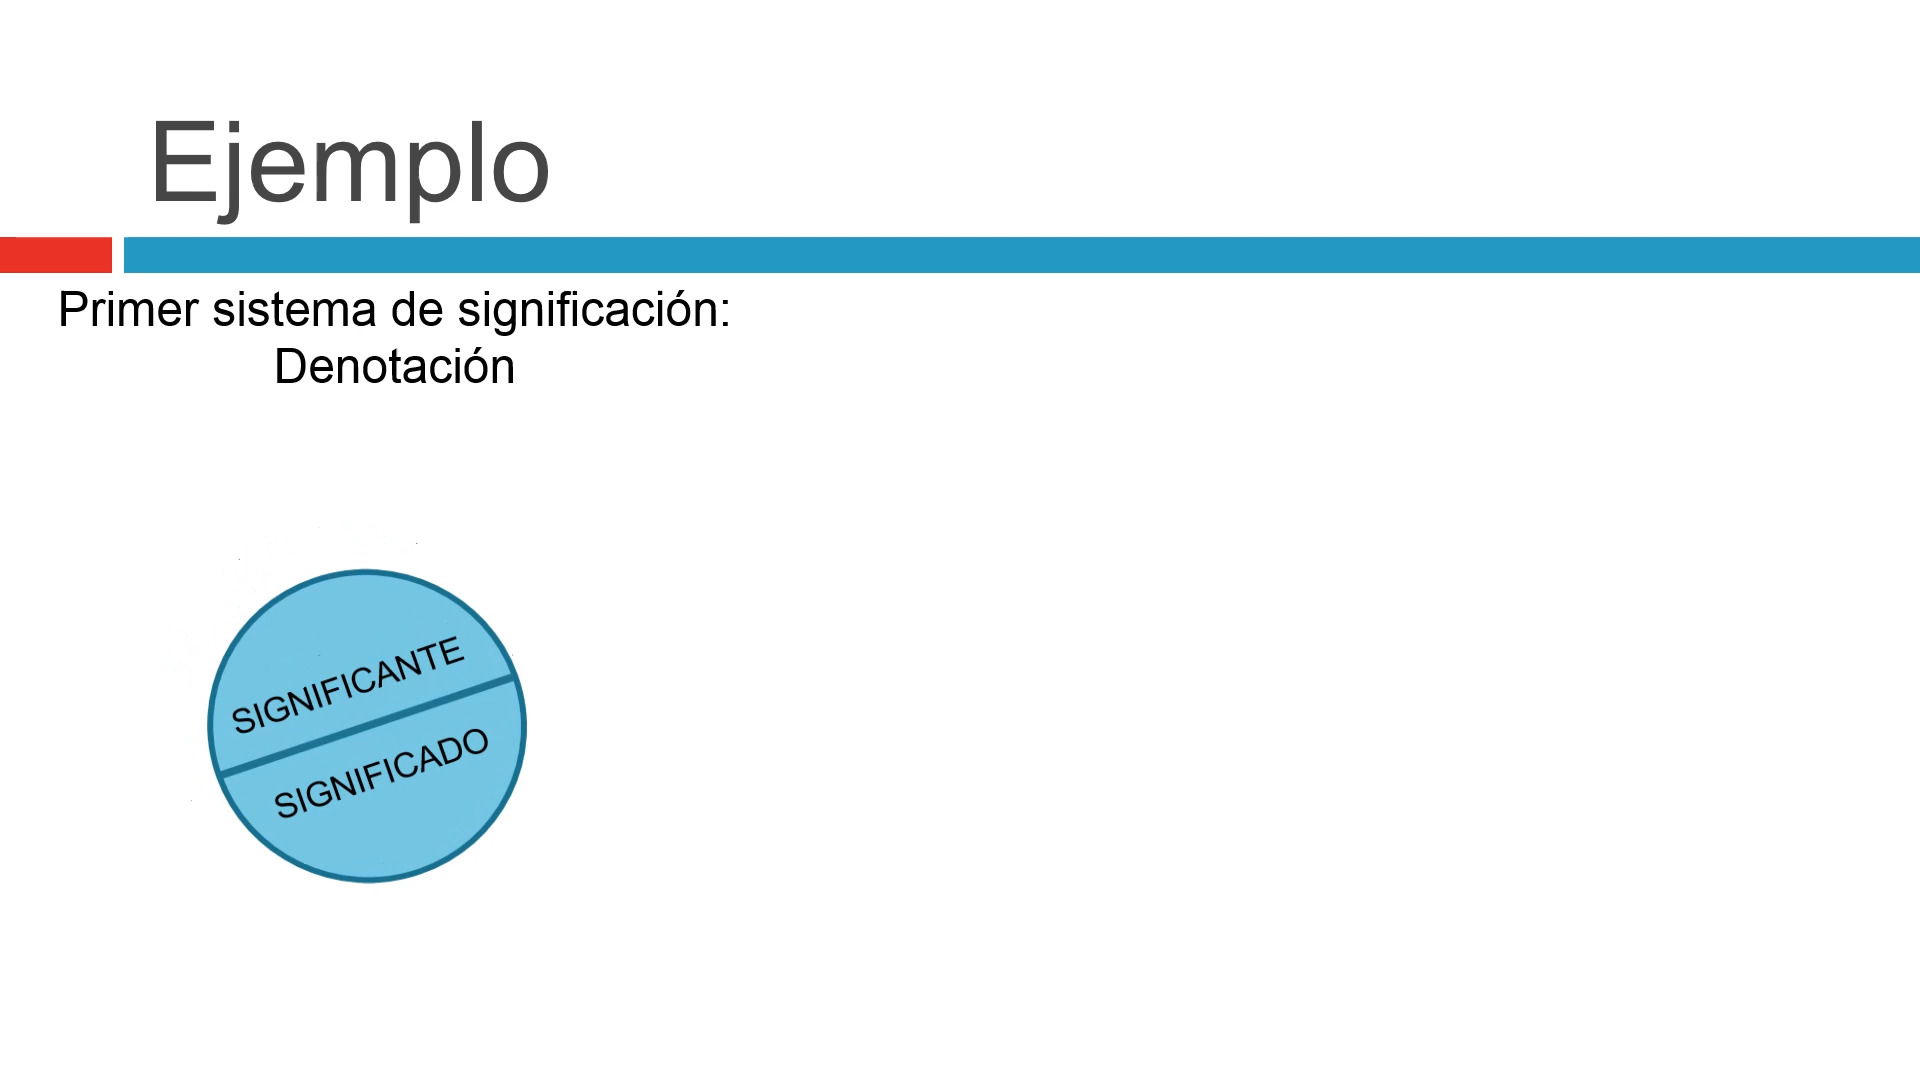 Ejemplo
Primer sistema de significación:
Denotación
SIGNIFICANTE
SIGNIFICADO